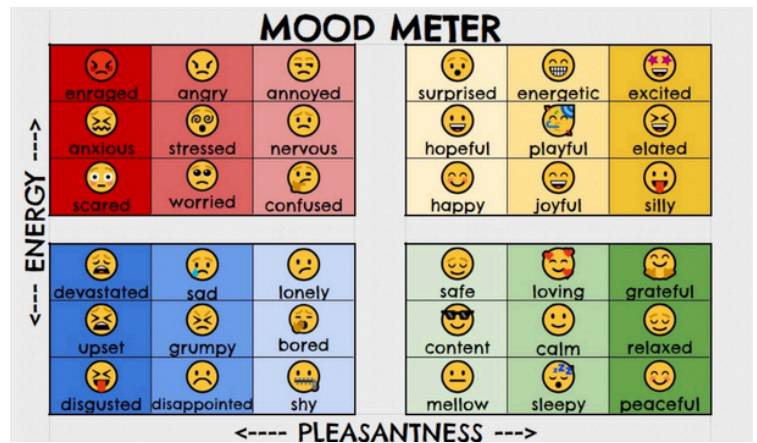 MOOD METER
enraged angry annoyed surprised energetic excited
anxious stressed nervous hopeful playful elated
scared worried confused happy joyful silly
<--- ENERGY --->
devastated sad lonely safe loving grateful
upset grumpy bored content calm relaxed
disgusted disappointed shy mellow sleepy peaceful
<---- PLEASANTNESS --->